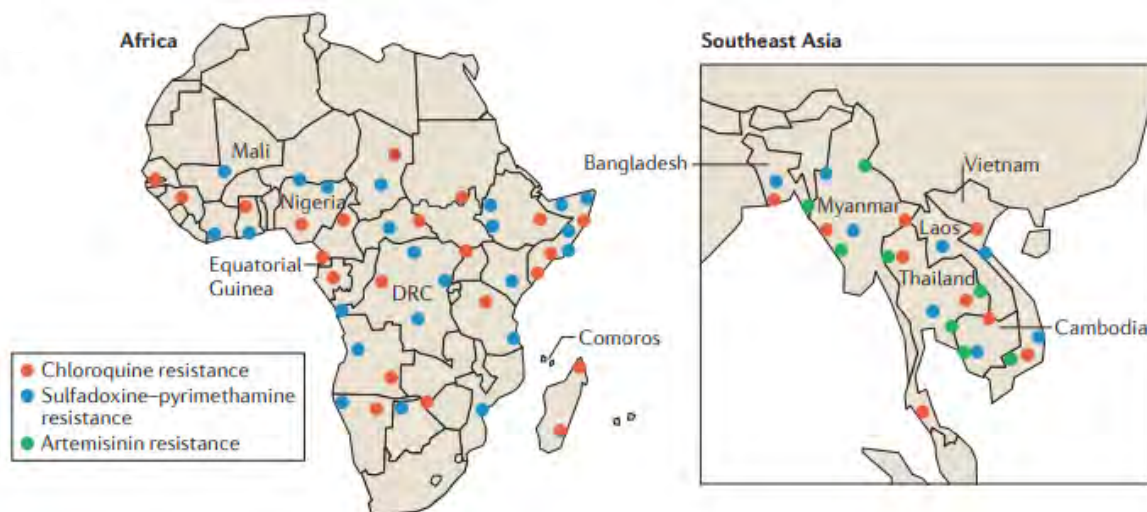 Africa
Mali
Nigeria
Equatorial
Guinea
DRC
Comoros
Chloroquine resistance
Sulfadoxine–pyrimethamine
resistance
Artemisinin resistance
Southeast Asia
Bangladesh
Vietnam
Myanmar
Laos
Thailand
Cambodia